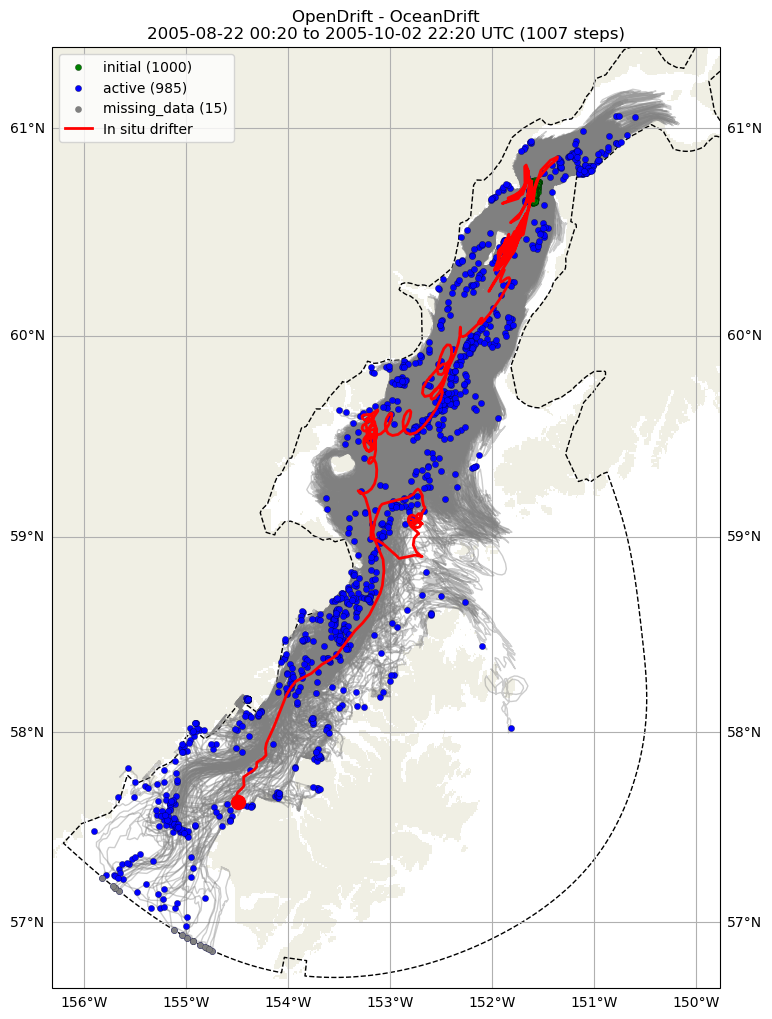 OpenDrift - OceanDrift
2005-08-22 00:20 to 2005-10-02 22:20 UTC (1007 steps)
initial (1000)
active (985)
missing_data (15)
In situ drifter
61°N
61°N
60°N
60°N
59°N
59°N
58°N
58°N
57°N
57°N
156°W
155°W
154°W
153°W
152°W
151°W
150°W